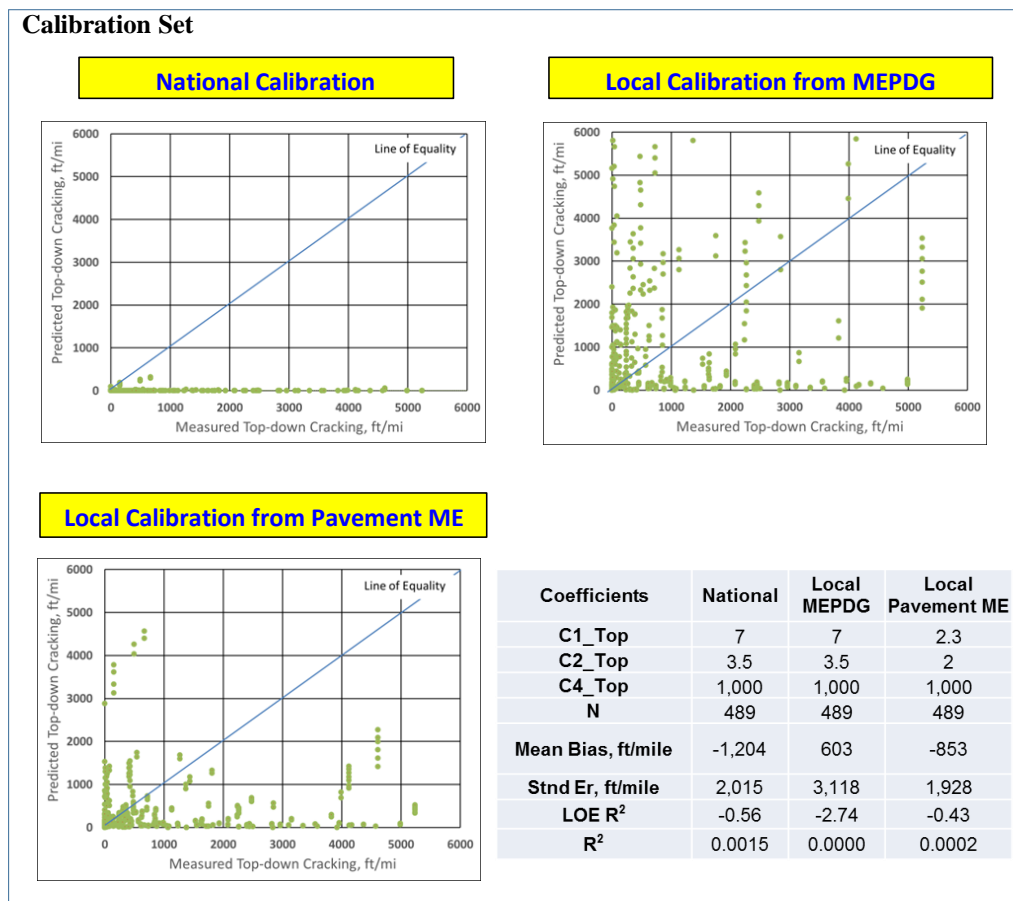 Calibration Set
National Calibration
Local Calibration from MEPDG
6000
5000
4000
3000
2000
1000
0
Predicted Top-down Cracking, ft/mi
Line of Equality
0 1000 2000 3000 4000 5000 6000
Measured Top-down Cracking, ft/mi
6000
5000
4000
3000
2000
1000
0
Predicted Top-down Cracking, ft/mi
Line of Equality
0 1000 2000 3000 4000 5000 6000
Measured Top-down Cracking, ft/mi
Local Calibration from Pavement ME
6000
5000
4000
3000
2000
1000
0
Predicted Top-down Cracking, ft/mi
Line of Equality
0 1000 2000 3000 4000 5000 6000
Measured Top-down Cracking, ft/mi
Coefficients National Local MEPDG Local Pavement ME
C1_Top 7 7 2.3
C2_Top 3.5 3.5 2
C4_Top 1,000 1,000 1,000
N 489 489 489
Mean Bias, ft/mile -1,204 603 -853
Stnd Er, ft/mile 2,015 3,118 1,928
LOE R² -0.56 -2.74 -0.43
R² 0.0015 0.0000 0.0002